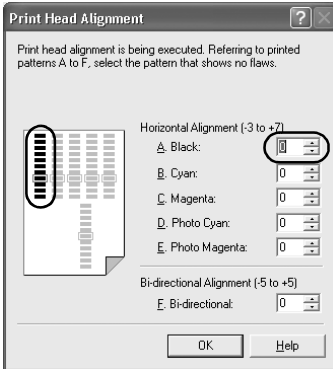 Print Head Alignment
Print head alignment is being executed. Referring to printed
patterns A to F, select the pattern that shows no flaws.
Horizontal Alignment (-3 to +7)
A. Black: 0
B. Cyan: 0
C. Magenta: 0
D. Photo Cyan: 0
E. Photo Magenta: 0
Bi-directional Alignment (-5 to +5)
F. Bi-directional: 0
OK Help